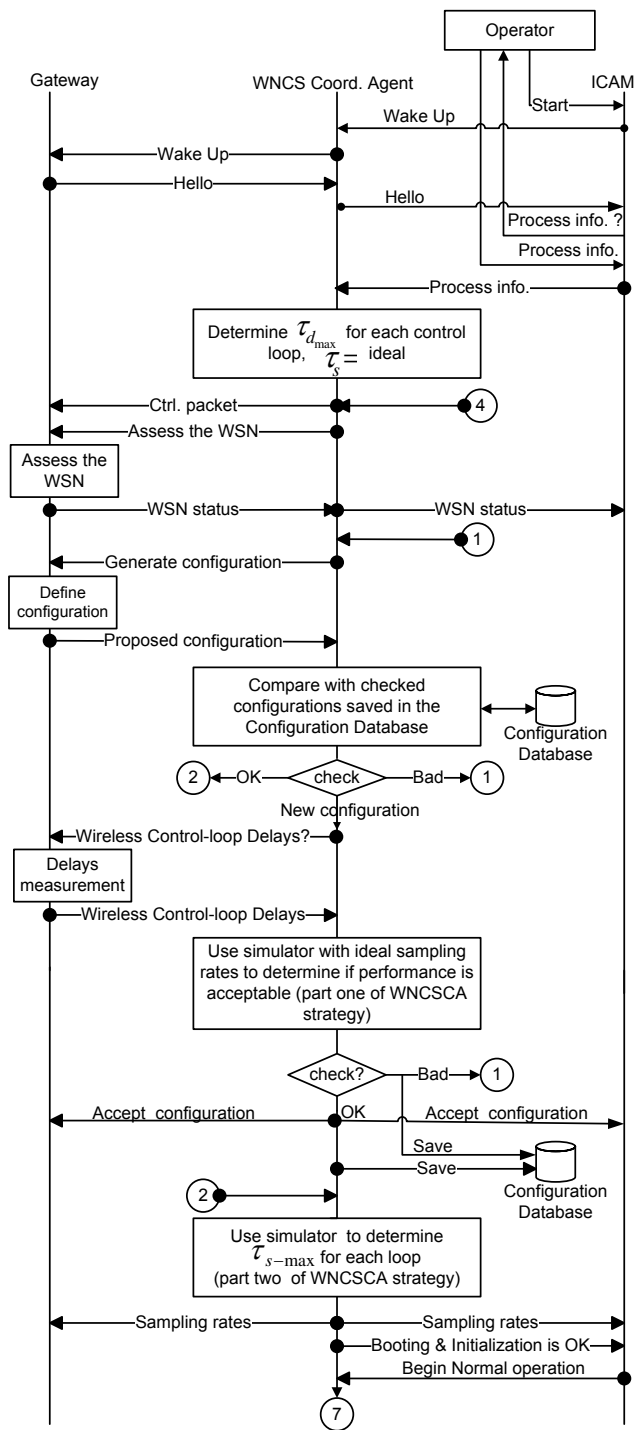 Operator
Gateway
WNCS Coord. Agent
ICAM
Start
Wake Up
Wake Up
Hello
Hello
Process info. ?
Process info.
Process info.
Determine τdmax for each control
loop, τs= ideal
Ctrl. packet
4
Assess the WSN
Assess the
WSN
WSN status
WSN status
1
Generate configuration
Define
configuration
Proposed configuration
Compare with checked
configurations saved in the
Configuration Database
Configuration
Database
2
OK
check
Bad
1
New configuration
Wireless Control-loop Delays?
Delays
measurement
Wireless Control-loop Delays
Use simulator with ideal sampling
rates to determine if performance is
acceptable (part one of WNCSCA
strategy)
check?
Bad
1
Accept configuration
OK
Accept configuration
Save
Save
Configuration
Database
2
Use simulator to determine
τs−max for each loop
(part two of WNCSCA strategy)
Sampling rates
Sampling rates
Booting & Initialization is OK
Begin Normal operation
7